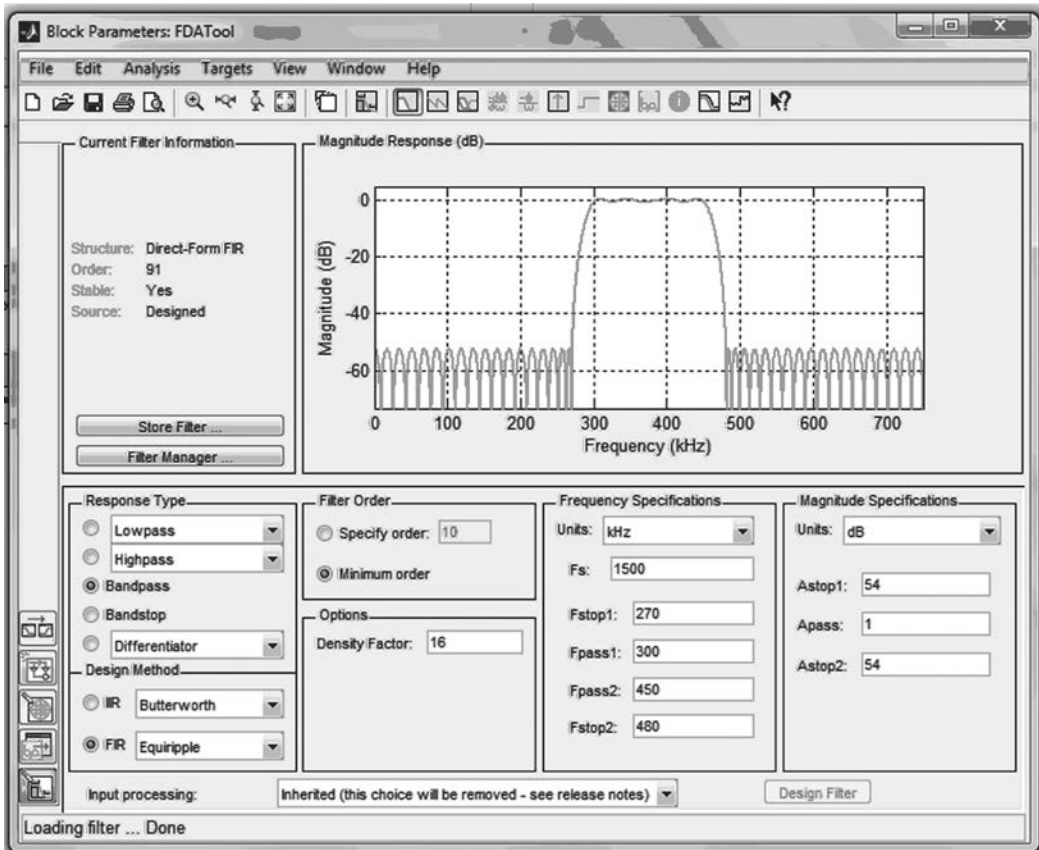 Block Parameters: FDATool
File Edit Analysis Targets View Window Help
Current Filter Information
Structure: Direct-Form FIR
Order: 91
Stable: Yes
Source: Designed
Store Filter ...
Filter Manager ...
Magnitude Response (dB)
Magnitude (dB)
0
-20
-40
-60
0 100 200 300 400 500 600 700
Frequency (kHz)
Response Type
Lowpass
Highpass
Bandpass
Bandstop
Differentiator
Design Method
IIR Butterworth
FIR Equiripple
Filter Order
Specify order: 10
Minimum order
Options
Density Factor: 16
Frequency Specifications
Units: kHz
Fs: 1500
Fstop1: 270
Fpass1: 300
Fpass2: 450
Fstop2: 480
Magnitude Specifications
Units: dB
Astop1: 54
Apass: 1
Astop2: 54
Input processing: Inherited (this choice will be removed - see release notes)
Design Filter
Loading filter ... Done